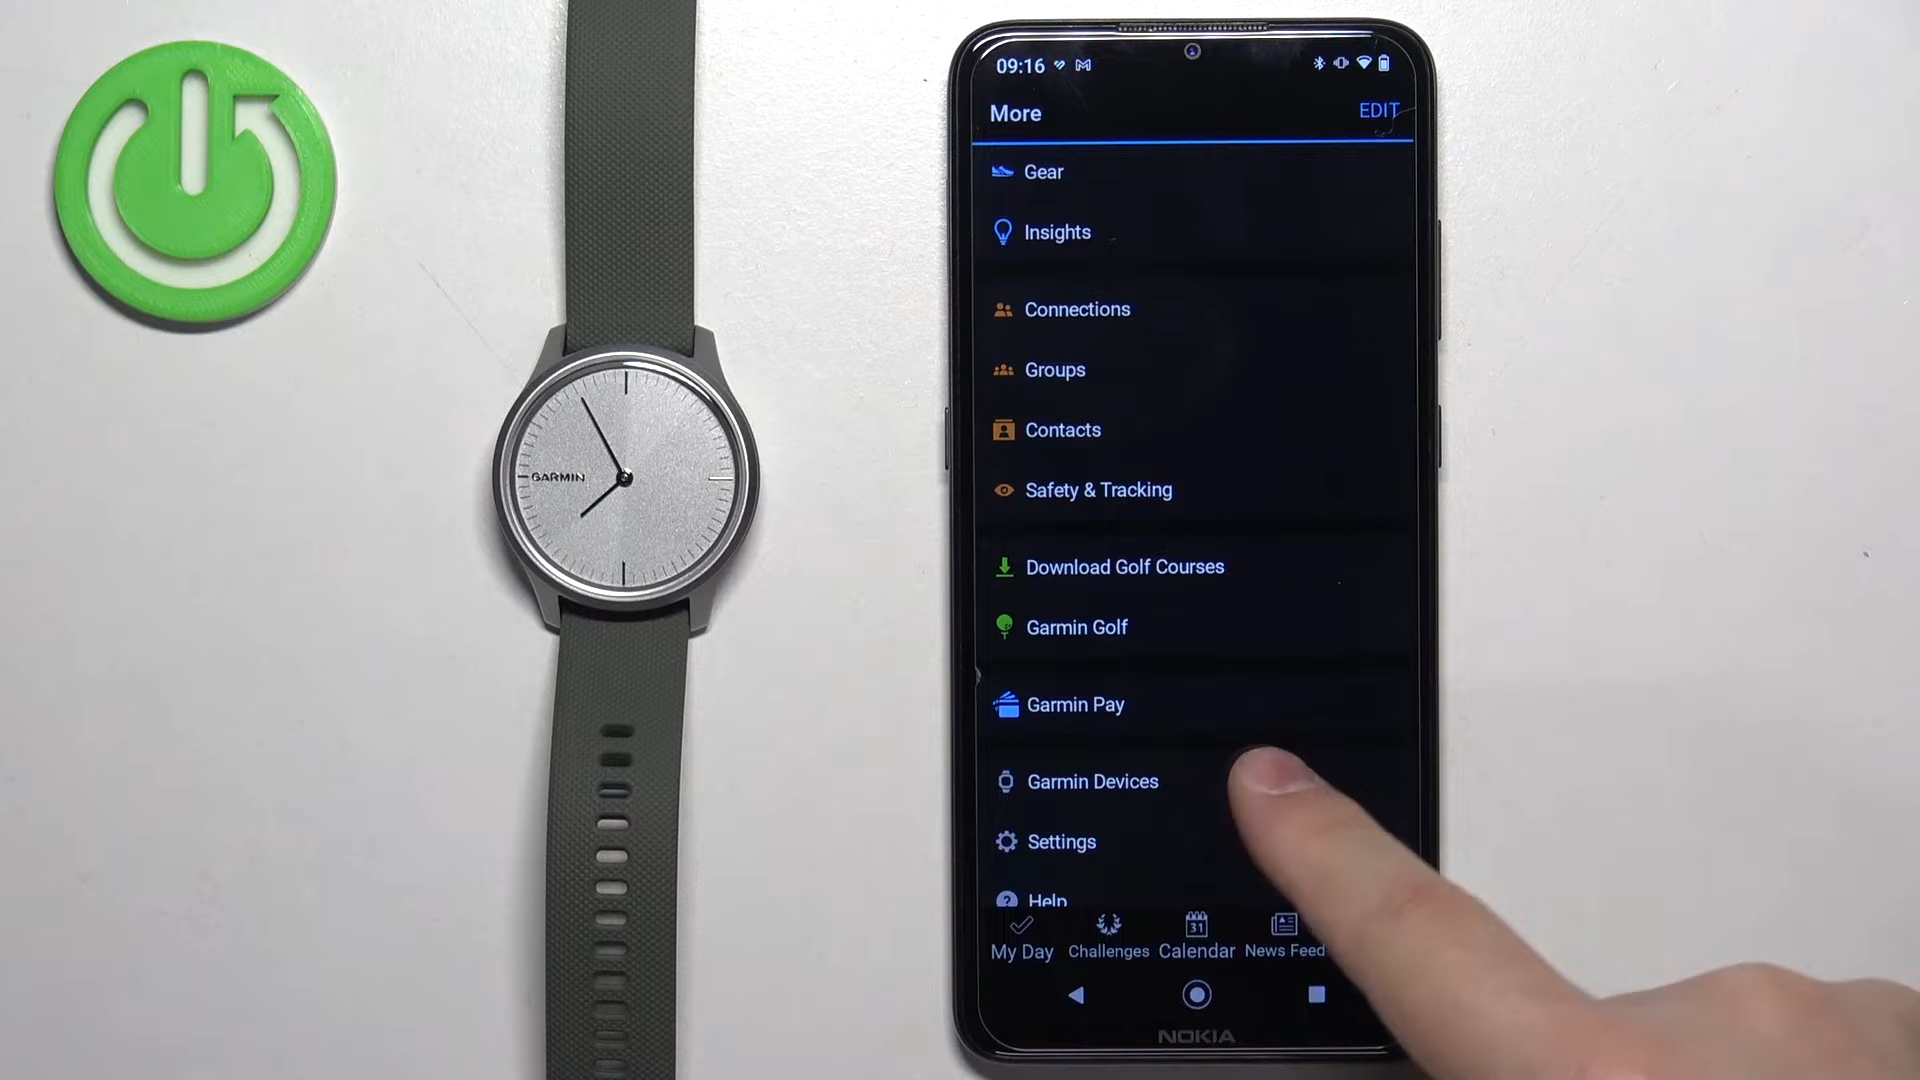 GARMIN
09:16
More
EDIT
Gear
Insights
Connections
Groups
Contacts
Safety & Tracking
Download Golf Courses
Garmin Golf
Garmin Pay
Garmin Devices
Settings
Help
31
My Day Challenges Calendar News Feed
NOKIA